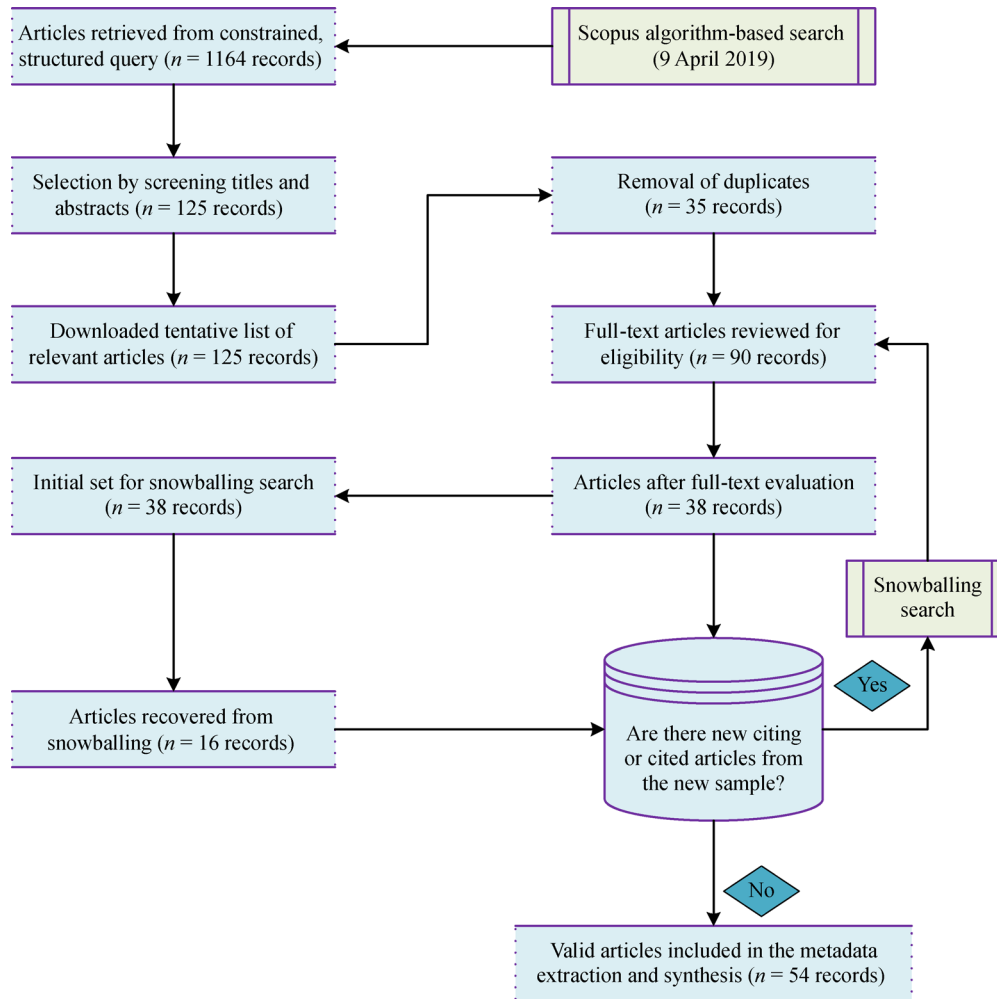 Articles retrieved from constrained,
structured query (n = 1164 records)
Scopus algorithm-based search
(9 April 2019)
Selection by screening titles and
abstracts (n = 125 records)
Removal of duplicates
(n = 35 records)
Downloaded tentative list of
relevant articles (n = 125 records)
Full-text articles reviewed for
eligibility (n = 90 records)
Initial set for snowballing search
(n = 38 records)
Articles after full-text evaluation
(n = 38 records)
Snowballing
search
Articles recovered from
snowballing (n = 16 records)
Are there new citing
or cited articles from
the new sample?
Yes
No
Valid articles included in the metadata
extraction and synthesis (n = 54 records)